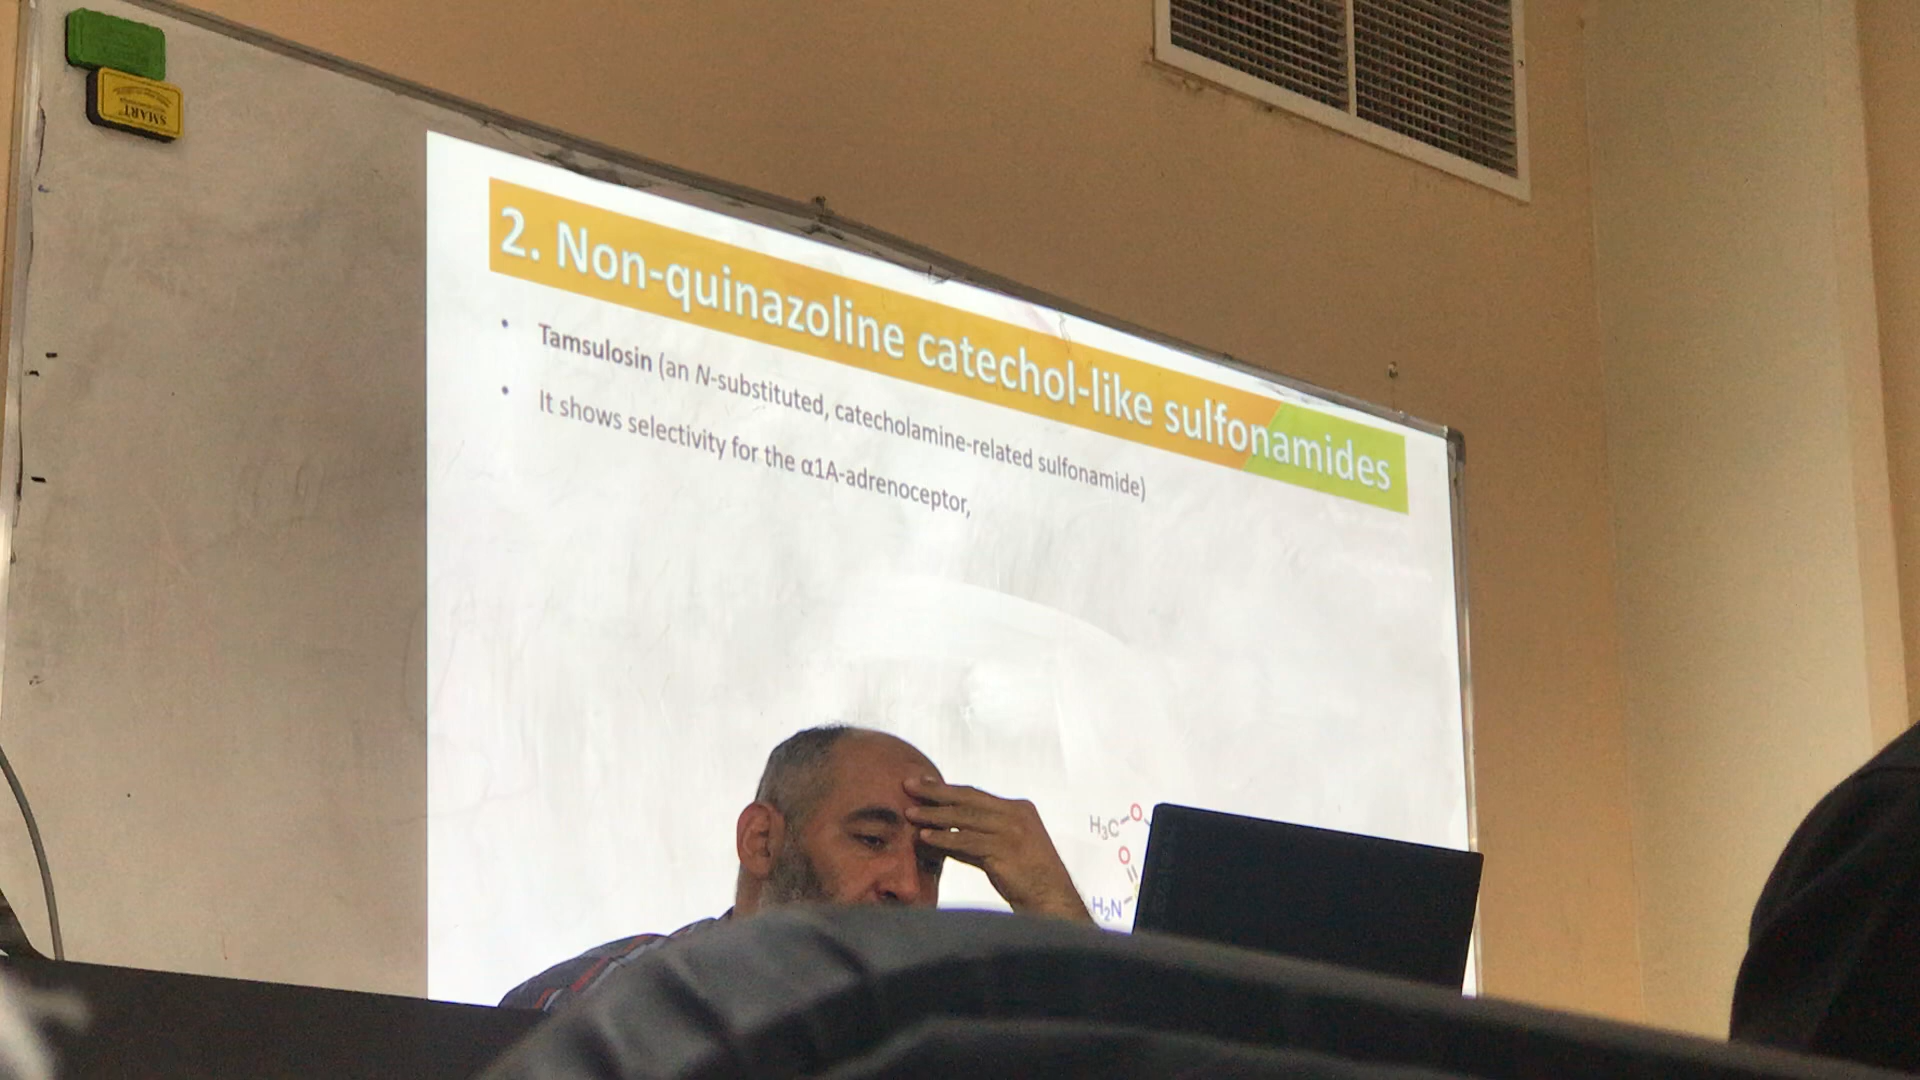 SMART
2. Non-quinazoline catechol-like sulfonamides
• Tamsulosin (an N-substituted, catecholamine-related sulfonamide)
• It shows selectivity for the α1A-adrenoceptor,
H₃C-O
O
H₂N